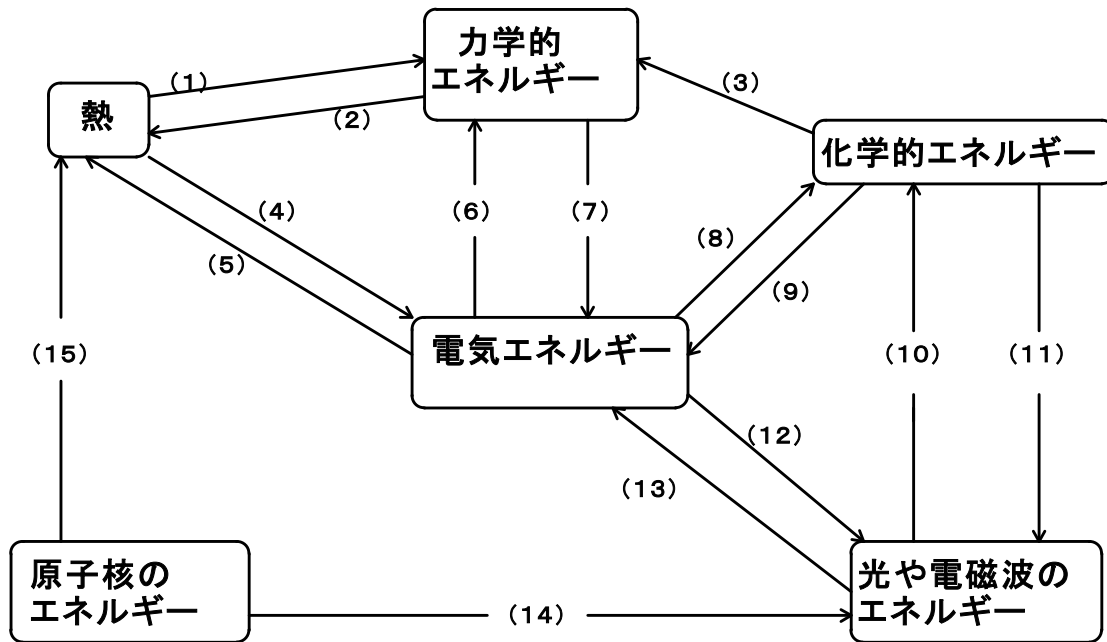 力学的
エネルギー
(1)
(3)
熱
(2)
化学的エネルギー
(4)
(6)
(7)
(8)
(5)
(9)
電気エネルギー
(15)
(10)
(11)
(12)
(13)
原子核の
エネルギー
光や電磁波の
エネルギー
(14)